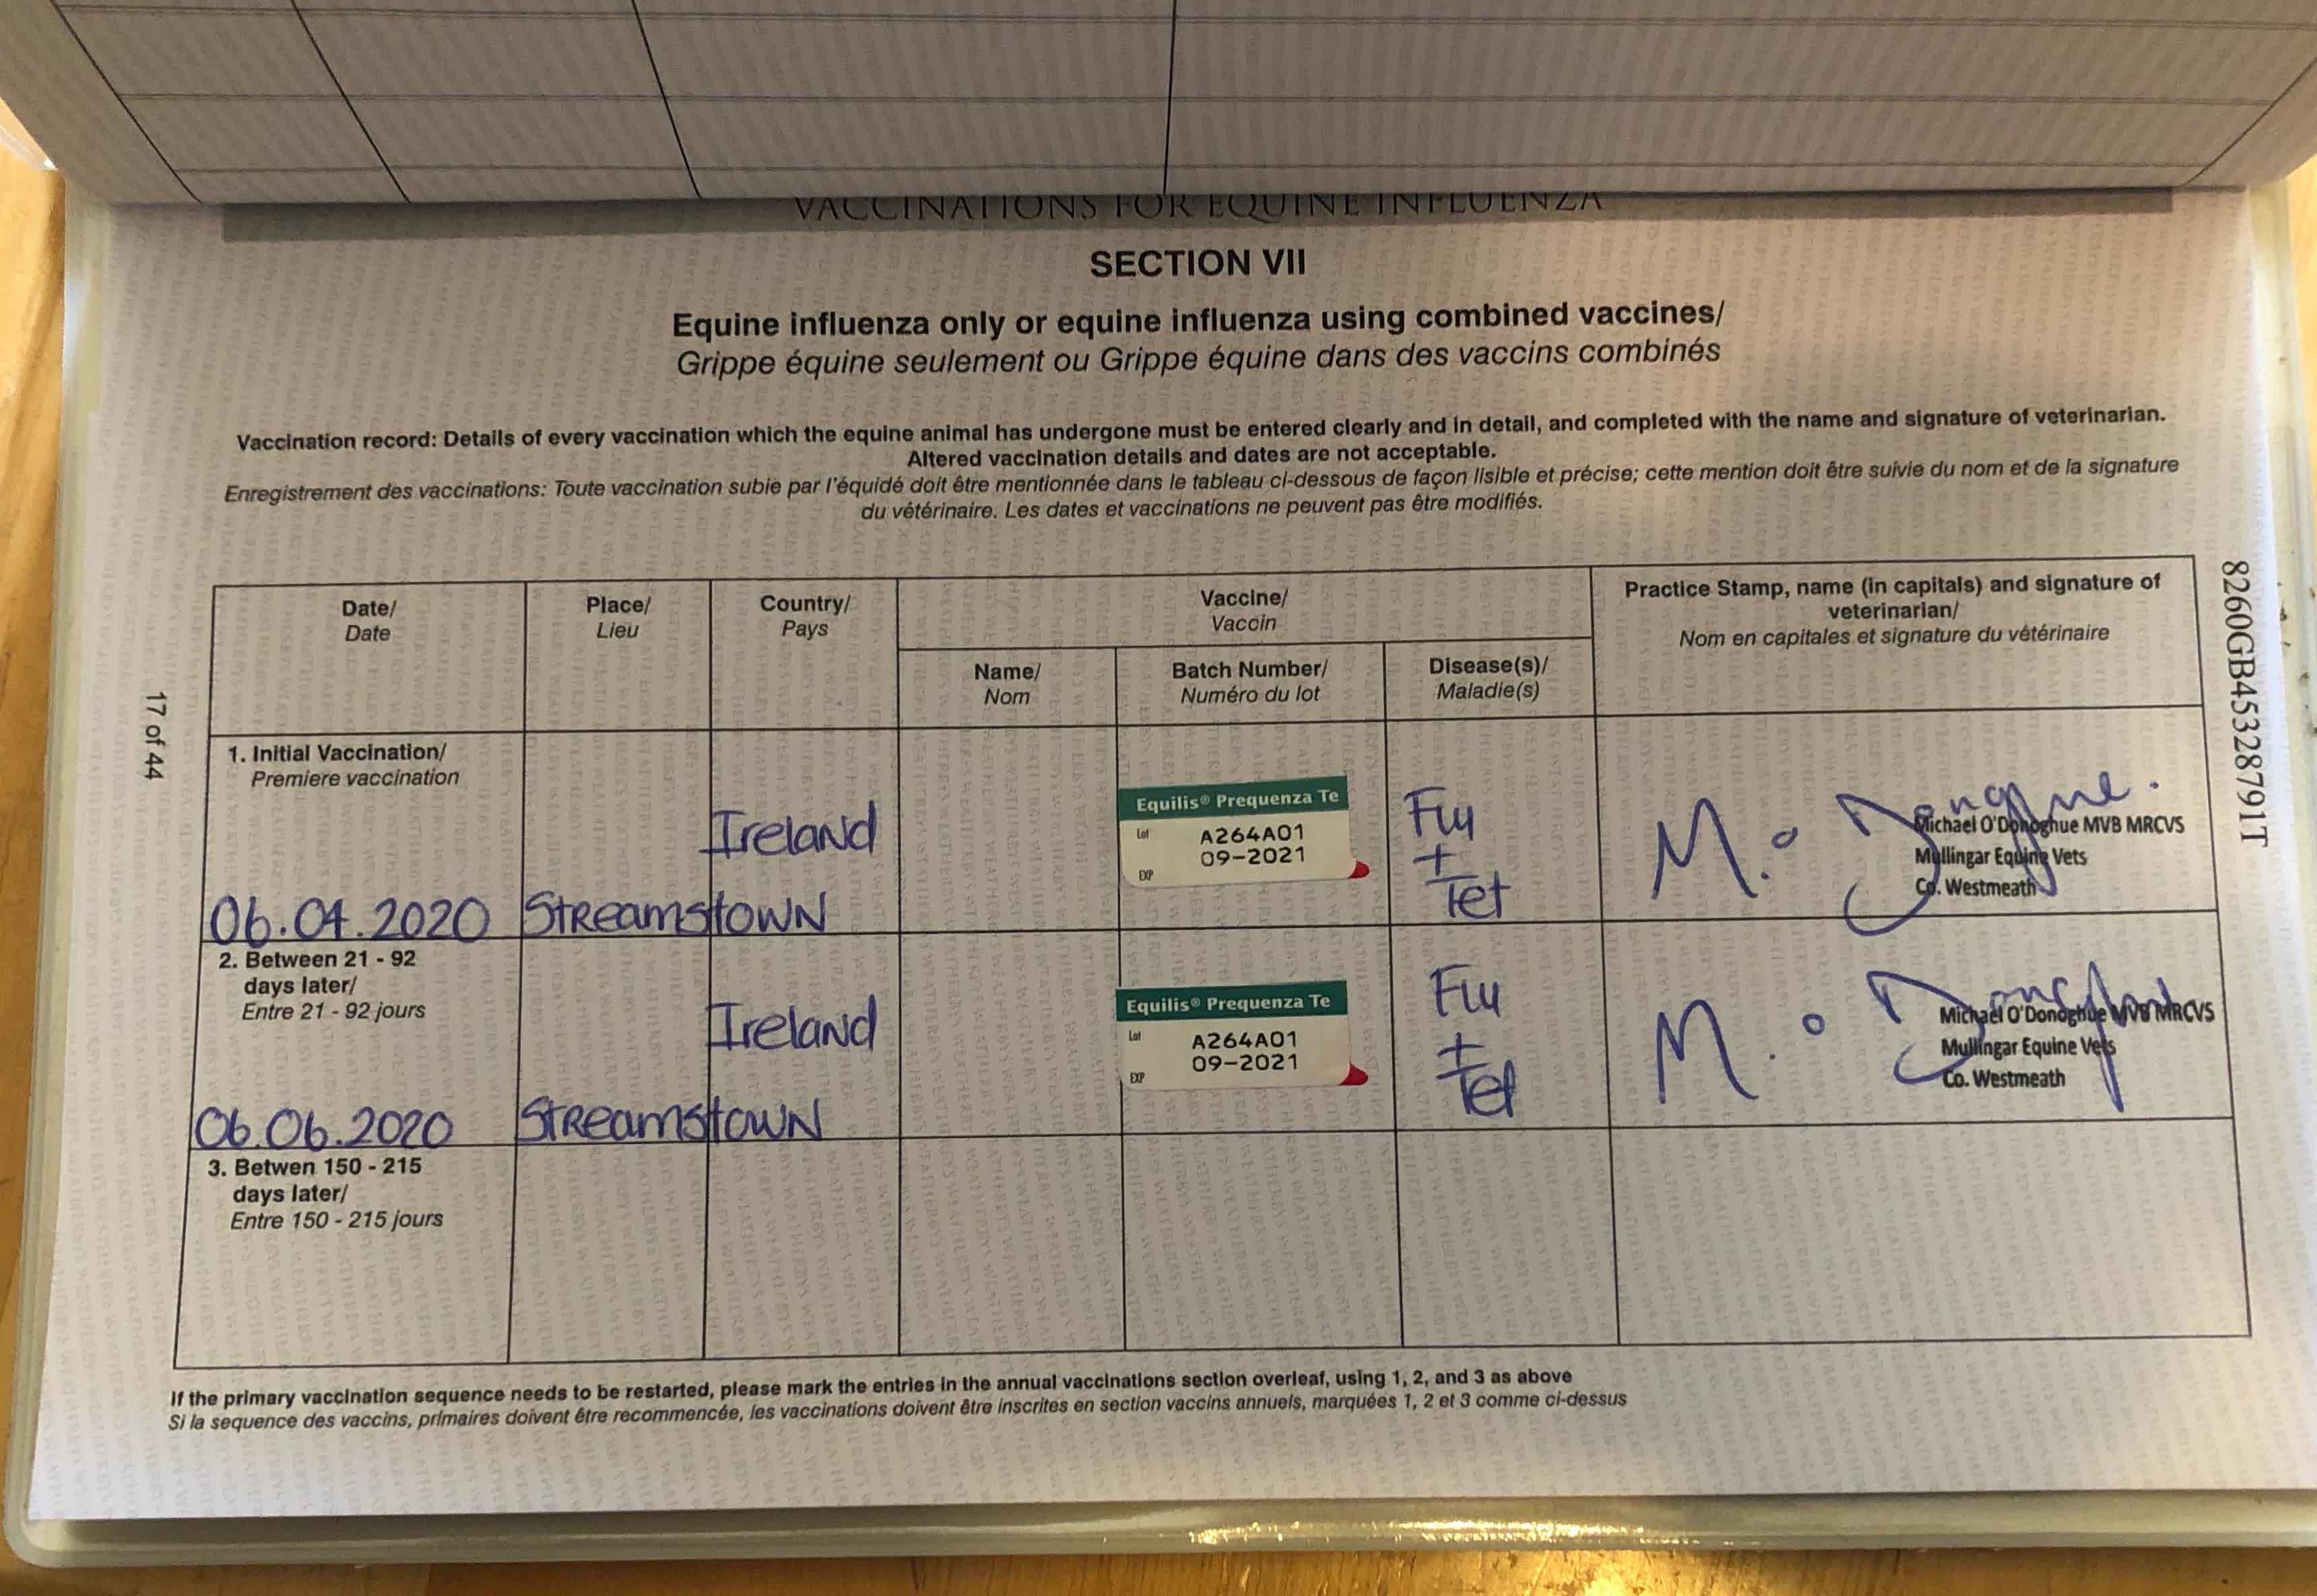 VACCINATIONS FOR EQUINE INFLUENZA
SECTION VII
Equine influenza only or equine influenza using combined vaccines/
Grippe équine seulement ou Grippe équine dans des vaccins combinés
Vaccination record: Details of every vaccination which the equine animal has undergone must be entered clearly and in detail, and completed with the name and signature of veterinarian.
Altered vaccination details and dates are not acceptable.
Enregistrement des vaccinations: Toute vaccination subie par l'équidé doit être mentionnée dans le tableau ci-dessous de façon lisible et précise; cette mention doit être suivie du nom et de la signature
du vétérinaire. Les dates et vaccinations ne peuvent pas être modifiés.
Date/
Date
Place/
Lieu
Country/
Pays
Vaccine/
Vaccin
Practice Stamp, name (in capitals) and signature of
veterinarian/
Nom en capitales et signature du vétérinaire
Name/
Nom
Batch Number/
Numéro du lot
Disease(s)/
Maladie(s)
1. Initial Vaccination/
Premiere vaccination
06.04.2020
Streamstown
Ireland
Equilis® Prequenza Te
Lot A264A01
09-2021
EXP
Flu
+
Tet
Michael O'Donoghue MVB MRCVS
Mullingar Equine Vets
Co. Westmeath
2. Between 21 - 92
days later/
Entre 21 - 92 jours
06.06.2020
Streamstown
Ireland
Equilis® Prequenza Te
Lot A264A01
09-2021
EXP
Flu
+
Tet
Michael O'Donoghue MVB MRCVS
Mullingar Equine Vets
Co. Westmeath
3. Betwen 150 - 215
days later/
Entre 150 - 215 jours
If the primary vaccination sequence needs to be restarted, please mark the entries in the annual vaccinations section overleaf, using 1, 2, and 3 as above
Si la sequence des vaccins, primaires doivent être recommencée, les vaccinations doivent être inscrites en section vaccins annuels, marquées 1, 2 et 3 comme ci-dessus
17 of 44
8260GB45328791T